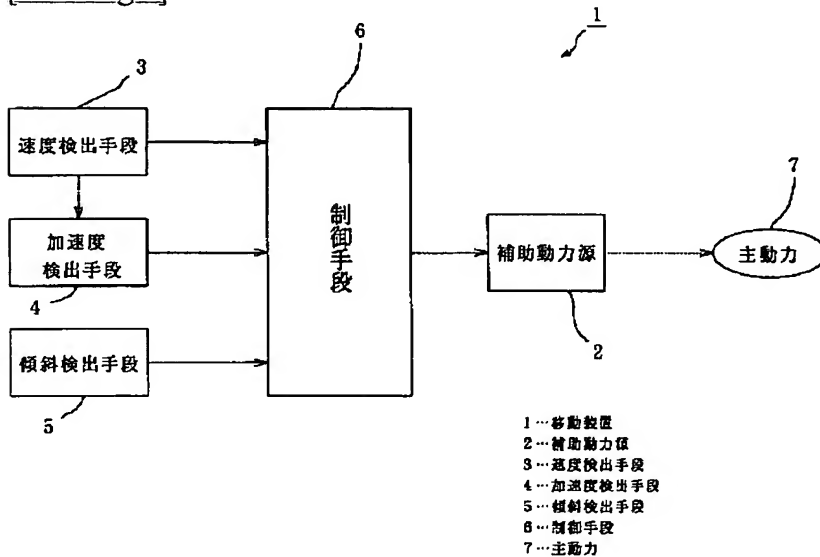 1
6
3
速度検出手段
7
加速度
検出手段
制御手段
補助動力源
主動力
4
傾斜検出手段
2
5
1…移動装置
2…補助動力源
3…速度検出手段
4…加速度検出手段
5…傾斜検出手段
6…制御手段
7…主動力